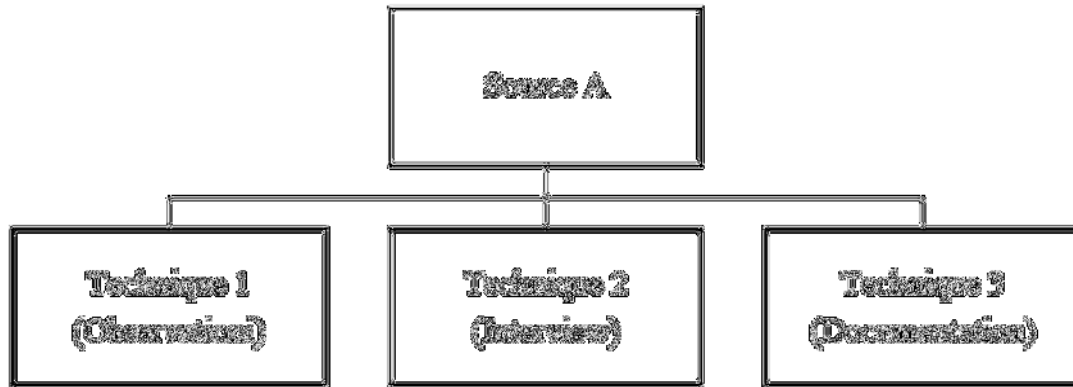 Source A
Technique 1
(Observation)
Technique 2
(Interview)
Technique 3
(Documentation)